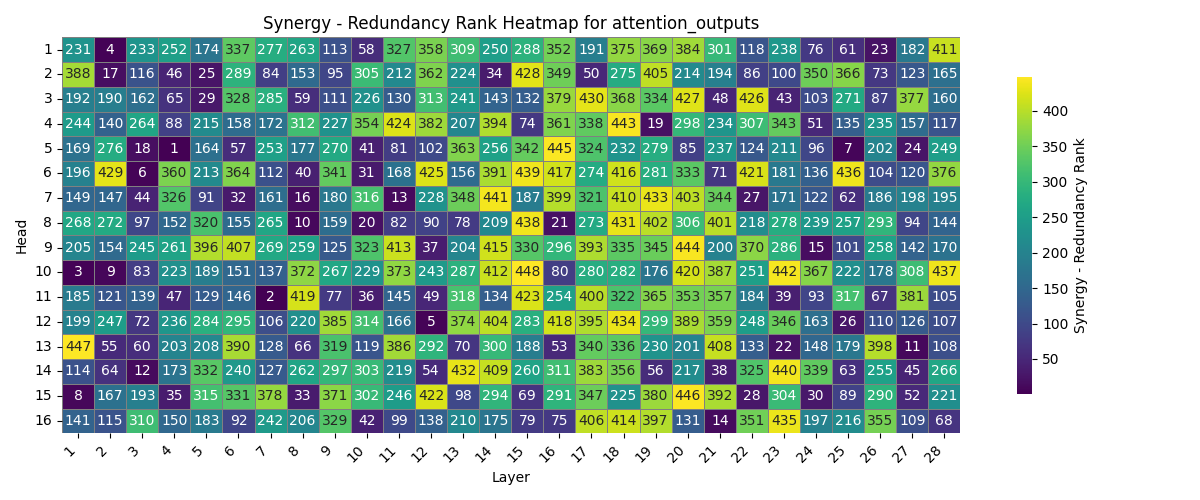 Synergy - Redundancy Rank Heatmap for attention_outputs
1 231 4 233 252 174 337 277 263 113 58 327 358 309 250 288 352 191 375 369 384 301 118 238 76 61 23 182 411
2 388 17 116 46 25 289 84 153 95 305 212 362 224 34 428 349 50 275 405 214 194 86 100 350 366 73 123 165
3 192 190 162 65 29 328 285 59 111 226 130 313 241 143 132 379 430 368 334 427 48 426 43 103 271 87 377 160
4 244 140 264 88 215 158 172 312 227 354 424 382 207 394 74 361 338 443 19 298 234 307 343 51 135 235 157 117
5 169 276 18 1 164 57 253 177 270 41 81 102 363 256 342 445 324 232 279 85 237 124 211 96 7 202 24 249
6 196 429 6 360 213 364 112 40 341 31 168 425 156 391 439 417 274 416 281 333 71 421 181 136 436 104 120 376
7 149 147 44 326 91 32 161 16 180 316 13 228 348 441 187 399 321 410 433 403 344 27 171 122 62 186 198 195
8 268 272 97 152 320 155 265 10 159 20 82 90 78 209 438 21 273 431 402 306 401 218 278 239 257 293 94 144
9 205 154 245 261 396 407 269 259 125 323 413 37 204 415 330 296 393 335 345 444 200 370 286 15 101 258 142 170
10 3 9 83 223 189 151 137 372 267 229 373 243 287 412 448 80 280 282 176 420 387 251 442 367 222 178 308 437
11 185 121 139 47 129 146 2 419 77 36 145 49 318 134 423 254 400 322 365 353 357 184 39 93 317 67 381 105
12 199 247 72 236 284 295 106 220 385 314 166 5 374 404 283 418 395 434 299 389 359 248 346 163 26 110 126 107
13 447 55 60 203 208 390 128 66 319 119 386 292 70 300 188 53 340 336 230 201 408 133 22 148 179 398 11 108
14 114 64 12 173 332 240 127 262 297 303 219 54 432 409 260 311 383 356 56 217 38 325 440 339 63 255 45 266
15 8 167 193 35 315 331 378 33 371 302 246 422 98 294 69 291 347 225 380 446 392 28 304 30 89 290 52 221
16 141 115 310 150 183 92 242 206 329 42 99 138 210 175 79 75 406 414 397 131 14 351 435 197 216 355 109 68
1 2 3 4 5 6 7 8 9 10 11 12 13 14 15 16 17 18 19 20 21 22 23 24 25 26 27 28
Layer
Head
400
350
300
250
200
150
100
50
Synergy - Redundancy Rank